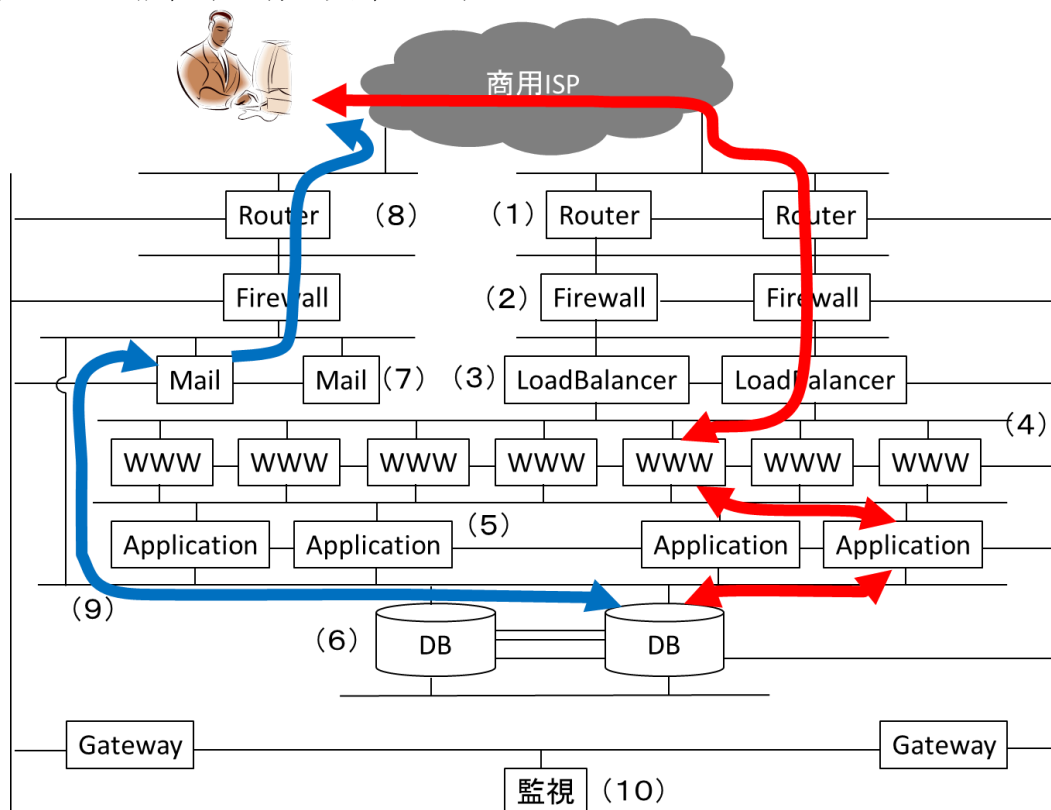 商用ISP
Router
(8)
(1)
Router
Router
Firewall
(2)
Firewall
Firewall
Mail
Mail
(7)
(3)
LoadBalancer
LoadBalancer
(4)
WWW
WWW
WWW
WWW
WWW
WWW
WWW
(5)
Application
Application
Application
Application
(9)
(6)
DB
DB
Gateway
Gateway
監視
(10)